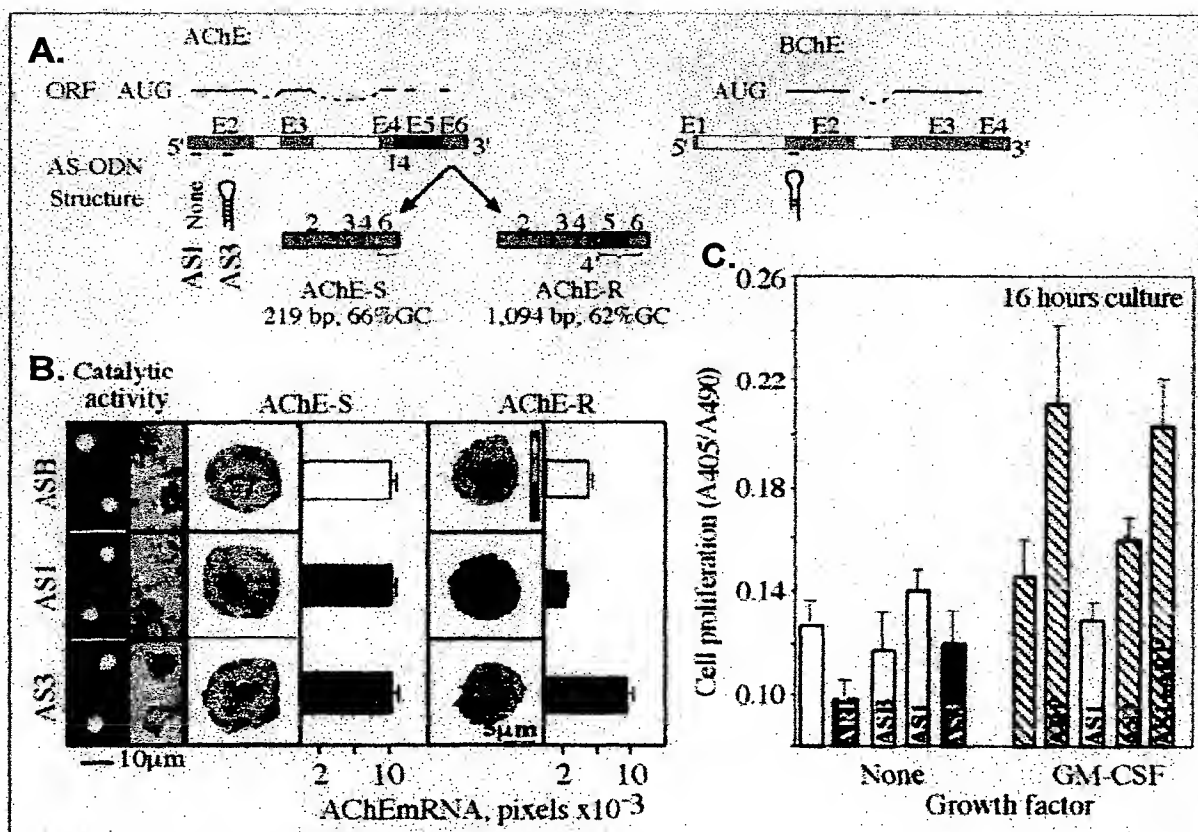 A.
AChE:
BChE:
ORF AUG
AUG
E2 E3 E4 E5 E6
5' 3'
I4
E1 E2 E3 E4
5' 3'
AS-ODN
Structure
None
AS1
AS3
2 34 6
AChE-S
219 bp, 66%GC
2 34 5 6
4'
AChE-R
1,094 bp, 62%GC
B.
Catalytic
activity
AChE-S
AChE-R
ASB
AS1
AS3
10μm
5μm
2 10
2 10
AChEmRNA, pixels x10-3
C.
16 hours culture
Cell proliferation (A405/A490)
0.26
0.22
0.18
0.14
0.10
ARP
ASB
AS1
AS3
AS1
None
GM-CSF
Growth factor